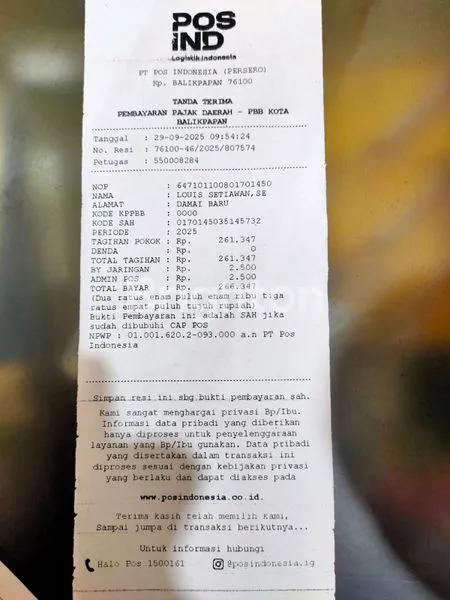 POS
IND
Logistik Indonesia
PT POS INDONESIA (PERSERO)
Kp. BALIKPAPAN 76100
TANDA TERIMA
PEMBAYARAN PAJAK DAERAH - PBB KOTA
BALIKPAPAN
Tanggal : 29-09-2025 09:54:24
No. Resi : 76100-46/2025/807574
Petugas : 550008284
NOP : 647101100801701450
NAMA : LOUIS SETIAWAN,SE
ALAMAT : DAMAI BARU
KODE KPPBB : 0000
KODE SAH : 0170145035145732
PERIODE : 2025
TAGIHAN POKOK : Rp. 261.347
DENDA : Rp. 0
TOTAL TAGIHAN : Rp. 261.347
BY JARINGAN : Rp. 2.500
ADMIN POS : Rp. 2.500
TOTAL BAYAR : Rp. 266.347
(Dua ratus enam puluh enam ribu tiga
ratus empat puluh tujuh rupiah)
Bukti Pembayaran ini adalah SAH jika
sudah dibubuhi CAP POS
NPWP : 01.001.620.2-093.000 a.n PT Pos
Indonesia
Simpan resi ini sbg bukti pembayaran sah.
Kami sangat menghargai privasi Bp/Ibu.
Informasi data pribadi yang diberikan
hanya diproses untuk penyelenggaraan
layanan yang Bp/Ibu gunakan. Data pribadi
yang disertakan dalam transaksi ini
diproses sesuai dengan kebijakan privasi
yang berlaku dan dapat diakses pada
www.posindonesia.co.id.
Terima kasih telah memilih Kami,
Sampai jumpa di transaksi berikutnya...
Untuk informasi hubungi
Halo Pos 1500161 @posindonesia.ig